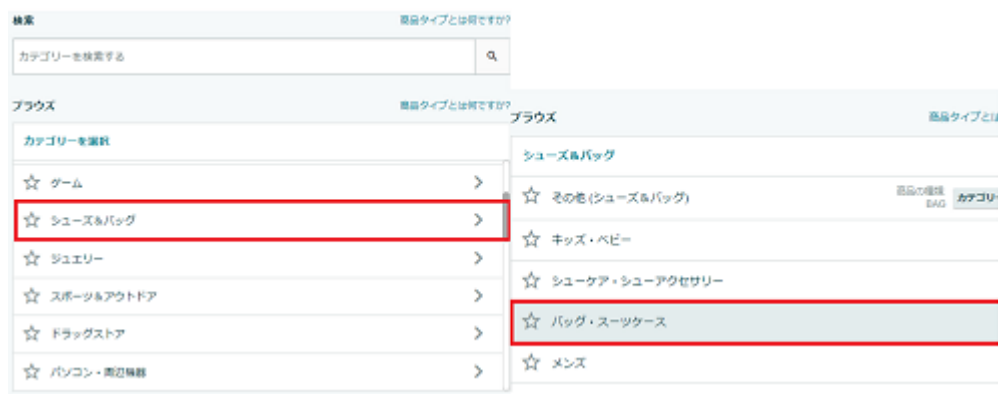 検索 商品タイプとは何ですか?
カテゴリーを検索する
ブラウズ 商品タイプとは何ですか?
カテゴリーを選択
ゲーム
シューズ&バッグ
ジュエリー
スポーツ&アウトドア
ドラッグストア
パソコン・周辺機器
ブラウズ 商品タイプとは
シューズ&バッグ
その他 (シューズ&バッグ) 商品の種類: BAG カテゴリー
キッズ・ベビー
シューケア・シューアクセサリー
バッグ・スーツケース
メンズ